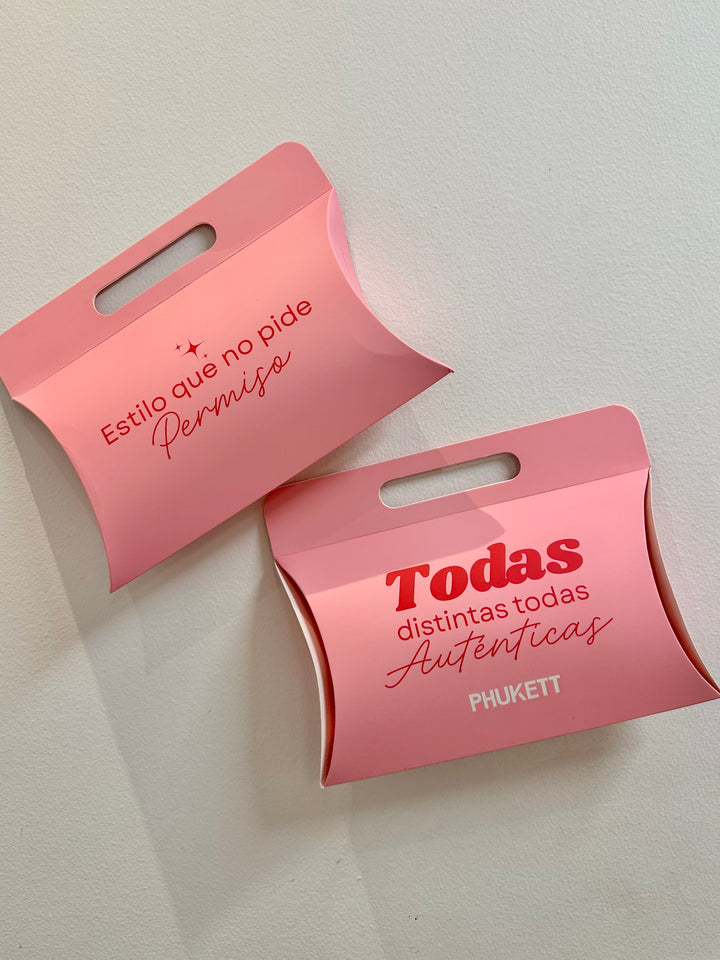 Estilo que no pide
Permiso
Todas
distintas todas
Auténticas
PHUKETT